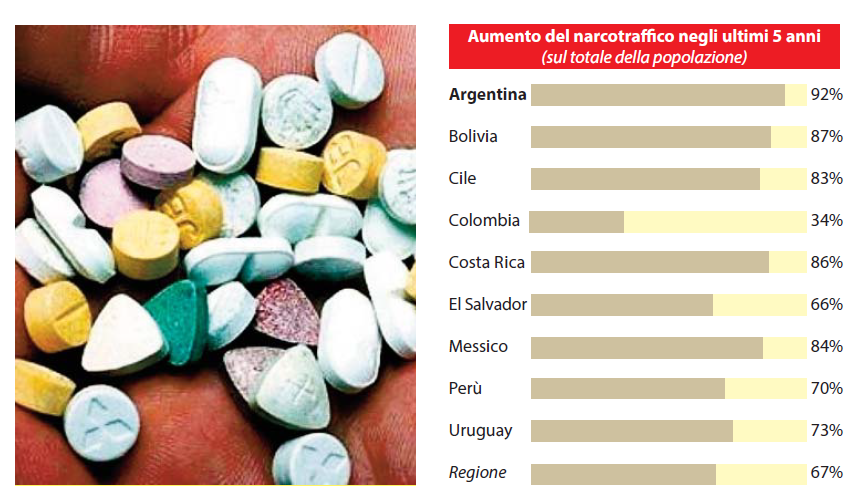 Aumento del narcotraffico negli ultimi 5 anni
(sul totale della popolazione)
Argentina 92%
Bolivia 87%
Cile 83%
Colombia 34%
Costa Rica 86%
El Salvador 66%
Messico 84%
Perù 70%
Uruguay 73%
Regione 67%